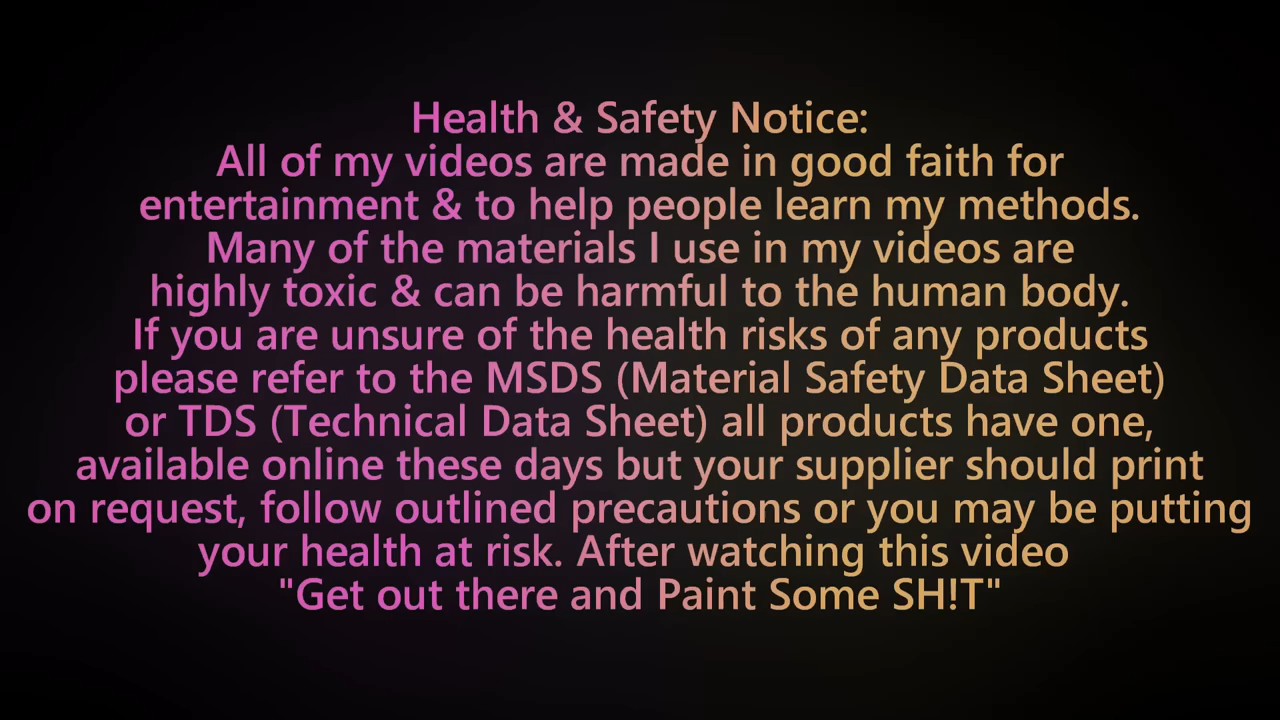 Health & Safety Notice:
All of my videos are made in good faith for
entertainment & to help people learn my methods.
Many of the materials I use in my videos are
highly toxic & can be harmful to the human body.
If you are unsure of the health risks of any products
please refer to the MSDS (Material Safety Data Sheet)
or TDS (Technical Data Sheet) all products have one,
available online these days but your supplier should print
on request, follow outlined precautions or you may be putting
your health at risk. After watching this video
"Get out there and Paint Some SH!T"